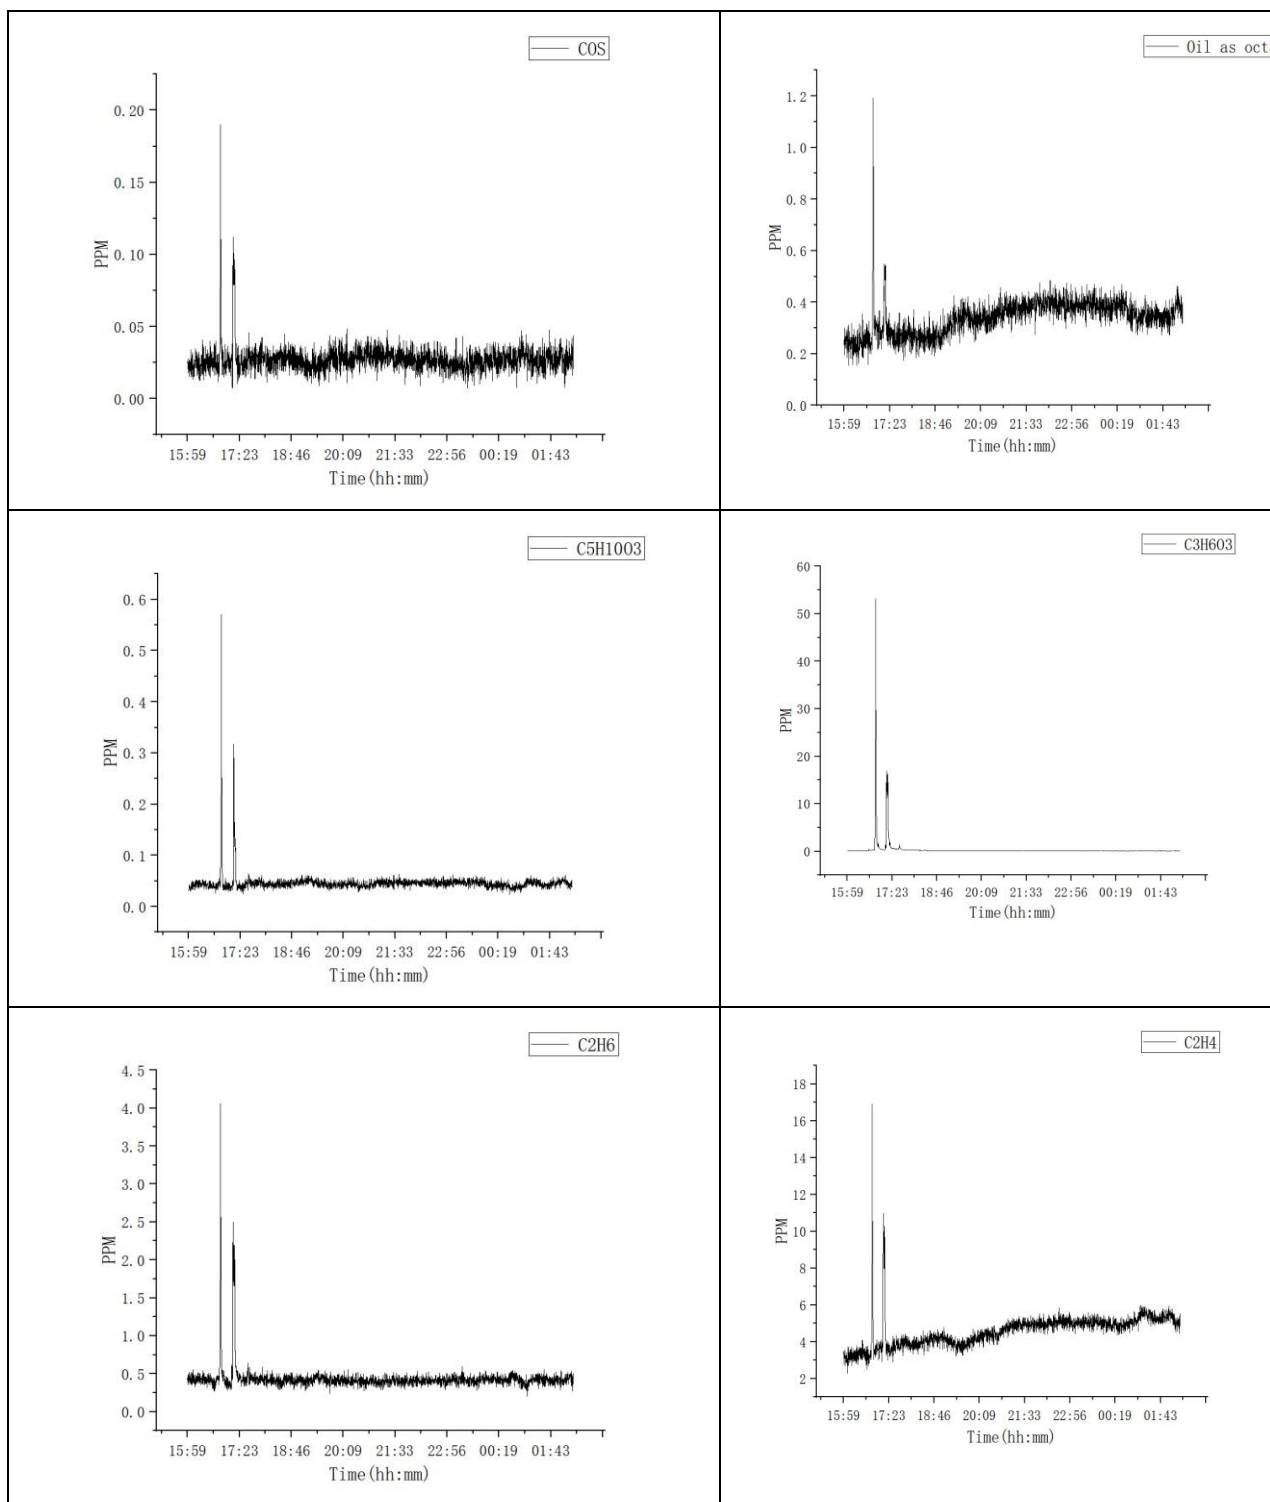 COS
0.20
0.15
0.10
0.05
0.00
PPM
15:59 17:23 18:46 20:09 21:33 22:56 00:19 01:43
Time(hh:mm)
Oil as oct
1.2
1.0
0.8
0.6
0.4
0.2
0.0
PPM
15:59 17:23 18:46 20:09 21:33 22:56 00:19 01:43
Time(hh:mm)
C5H10O3
0.6
0.5
0.4
0.3
0.2
0.1
0.0
PPM
15:59 17:23 18:46 20:09 21:33 22:56 00:19 01:43
Time(hh:mm)
C3H6O3
60
50
40
30
20
10
0
PPM
15:59 17:23 18:46 20:09 21:33 22:56 00:19 01:43
Time(hh:mm)
C2H6
4.5
4.0
3.5
3.0
2.5
2.0
1.5
1.0
0.5
0.0
PPM
15:59 17:23 18:46 20:09 21:33 22:56 00:19 01:43
Time(hh:mm)
C2H4
18
16
14
12
10
8
6
4
2
PPM
15:59 17:23 18:46 20:09 21:33 22:56 00:19 01:43
Time(hh:mm)